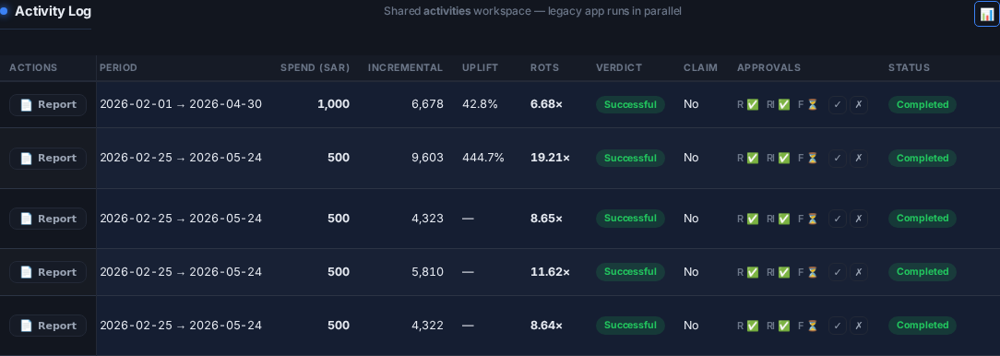 Activity Log
Shared activities workspace — legacy app runs in parallel
ACTIONS PERIOD SPEND (SAR) INCREMENTAL UPLIFT ROTS VERDICT CLAIM APPROVALS STATUS
📄 Report 2026-02-01 → 2026-04-30 1,000 6,678 42.8% 6.68× Successful No R ✅ RI ✅ F ⏳ ✓ ✗ Completed
📄 Report 2026-02-25 → 2026-05-24 500 9,603 444.7% 19.21× Successful No R ✅ RI ✅ F ⏳ ✓ ✗ Completed
📄 Report 2026-02-25 → 2026-05-24 500 4,323 — 8.65× Successful No R ✅ RI ✅ F ⏳ ✓ ✗ Completed
📄 Report 2026-02-25 → 2026-05-24 500 5,810 — 11.62× Successful No R ✅ RI ✅ F ⏳ ✓ ✗ Completed
📄 Report 2026-02-25 → 2026-05-24 500 4,322 — 8.64× Successful No R ✅ RI ✅ F ⏳ ✓ ✗ Completed